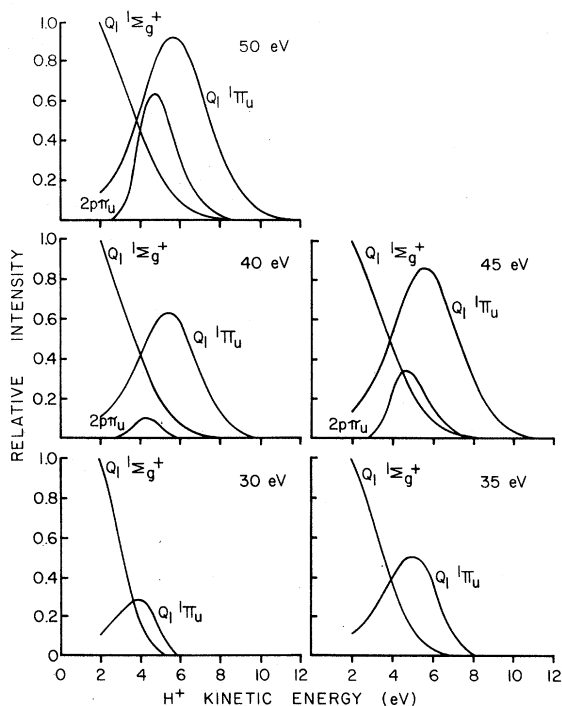 1.0
Q₁ ¹Σg⁺
50 eV
0.8
0.6
Q₁ ¹Πu
0.4
0.2
2pπu
1.0
Q₁ ¹Σg⁺
40 eV
0.8
0.6
Q₁ ¹Πu
0.4
0.2
2pπu
0
Q₁ ¹Σg⁺
45 eV
Q₁ ¹Πu
2pπu
1.0
Q₁ ¹Σg⁺
30 eV
0.8
0.6
0.4
0.2
Q₁ ¹Πu
0
Q₁ ¹Σg⁺
35 eV
Q₁ ¹Πu
0 2 4 6 8 10 12
2 4 6 8 10 12
H⁺ KINETIC ENERGY (eV)
RELATIVE INTENSITY